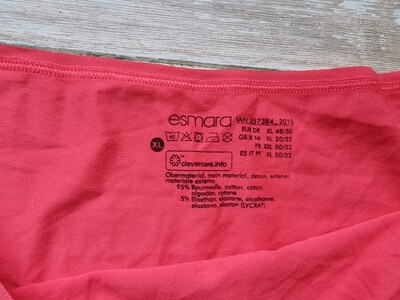 esmara
IAN 357384_2010
EUR DE XL 48/50
GB IE NI XL 20/22
FR XXL 50/52
ES IT PT XL 50/52
XL
clevercare.info
Obermaterial, main material, dessus, exterior,
materiale esterno
95% Baumwolle, cotton, coton,
algodón, cotone
5% Elasthan, elastane, élasthanne,
elastano, elastan (LYCRA®)